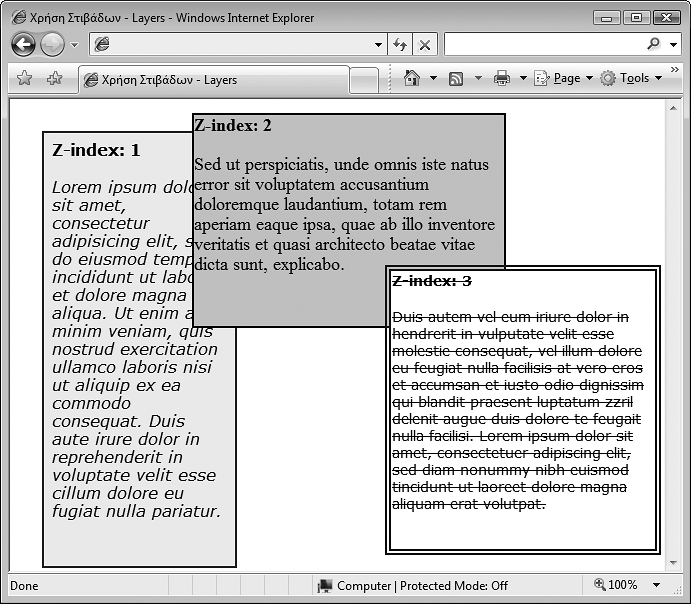 Χρήση Στιβάδων - Layers - Windows Internet Explorer
Χρήση Στιβάδων - Layers
Page
Tools
Z-index: 1
Lorem ipsum dolo
sit amet,
consectetur
adipisicing elit, s
do eiusmod temp
incididunt ut labo
et dolore magna
aliqua. Ut enim a
minim veniam, quis
nostrud exercitation
ullamco laboris nisi
ut aliquip ex ea
commodo
consequat. Duis
aute irure dolor in
reprehenderit in
voluptate velit esse
cillum dolore eu
fugiat nulla pariatur.
Z-index: 2
Sed ut perspiciatis, unde omnis iste natus
error sit voluptatem accusantium
doloremque laudantium, totam rem
aperiam eaque ipsa, quae ab illo inventore
veritatis et quasi architecto beatae vitae
dicta sunt, explicabo.
Z-index: 3
Duis autem vel eum iriure dolor in
hendrerit in vulputate velit esse
molestie consequat, vel illum dolore
eu feugiat nulla facilisis at vero eros
et accumsan et iusto odio dignissim
qui blandit praesent luptatum zzril
delenit augue duis dolore te feugait
nulla facilisi. Lorem ipsum dolor sit
amet, consectetuer adipiscing elit,
sed diam nonummy nibh euismod
tincidunt ut laoreet dolore magna
aliquam erat volutpat.
Done
Computer | Protected Mode: Off
100%